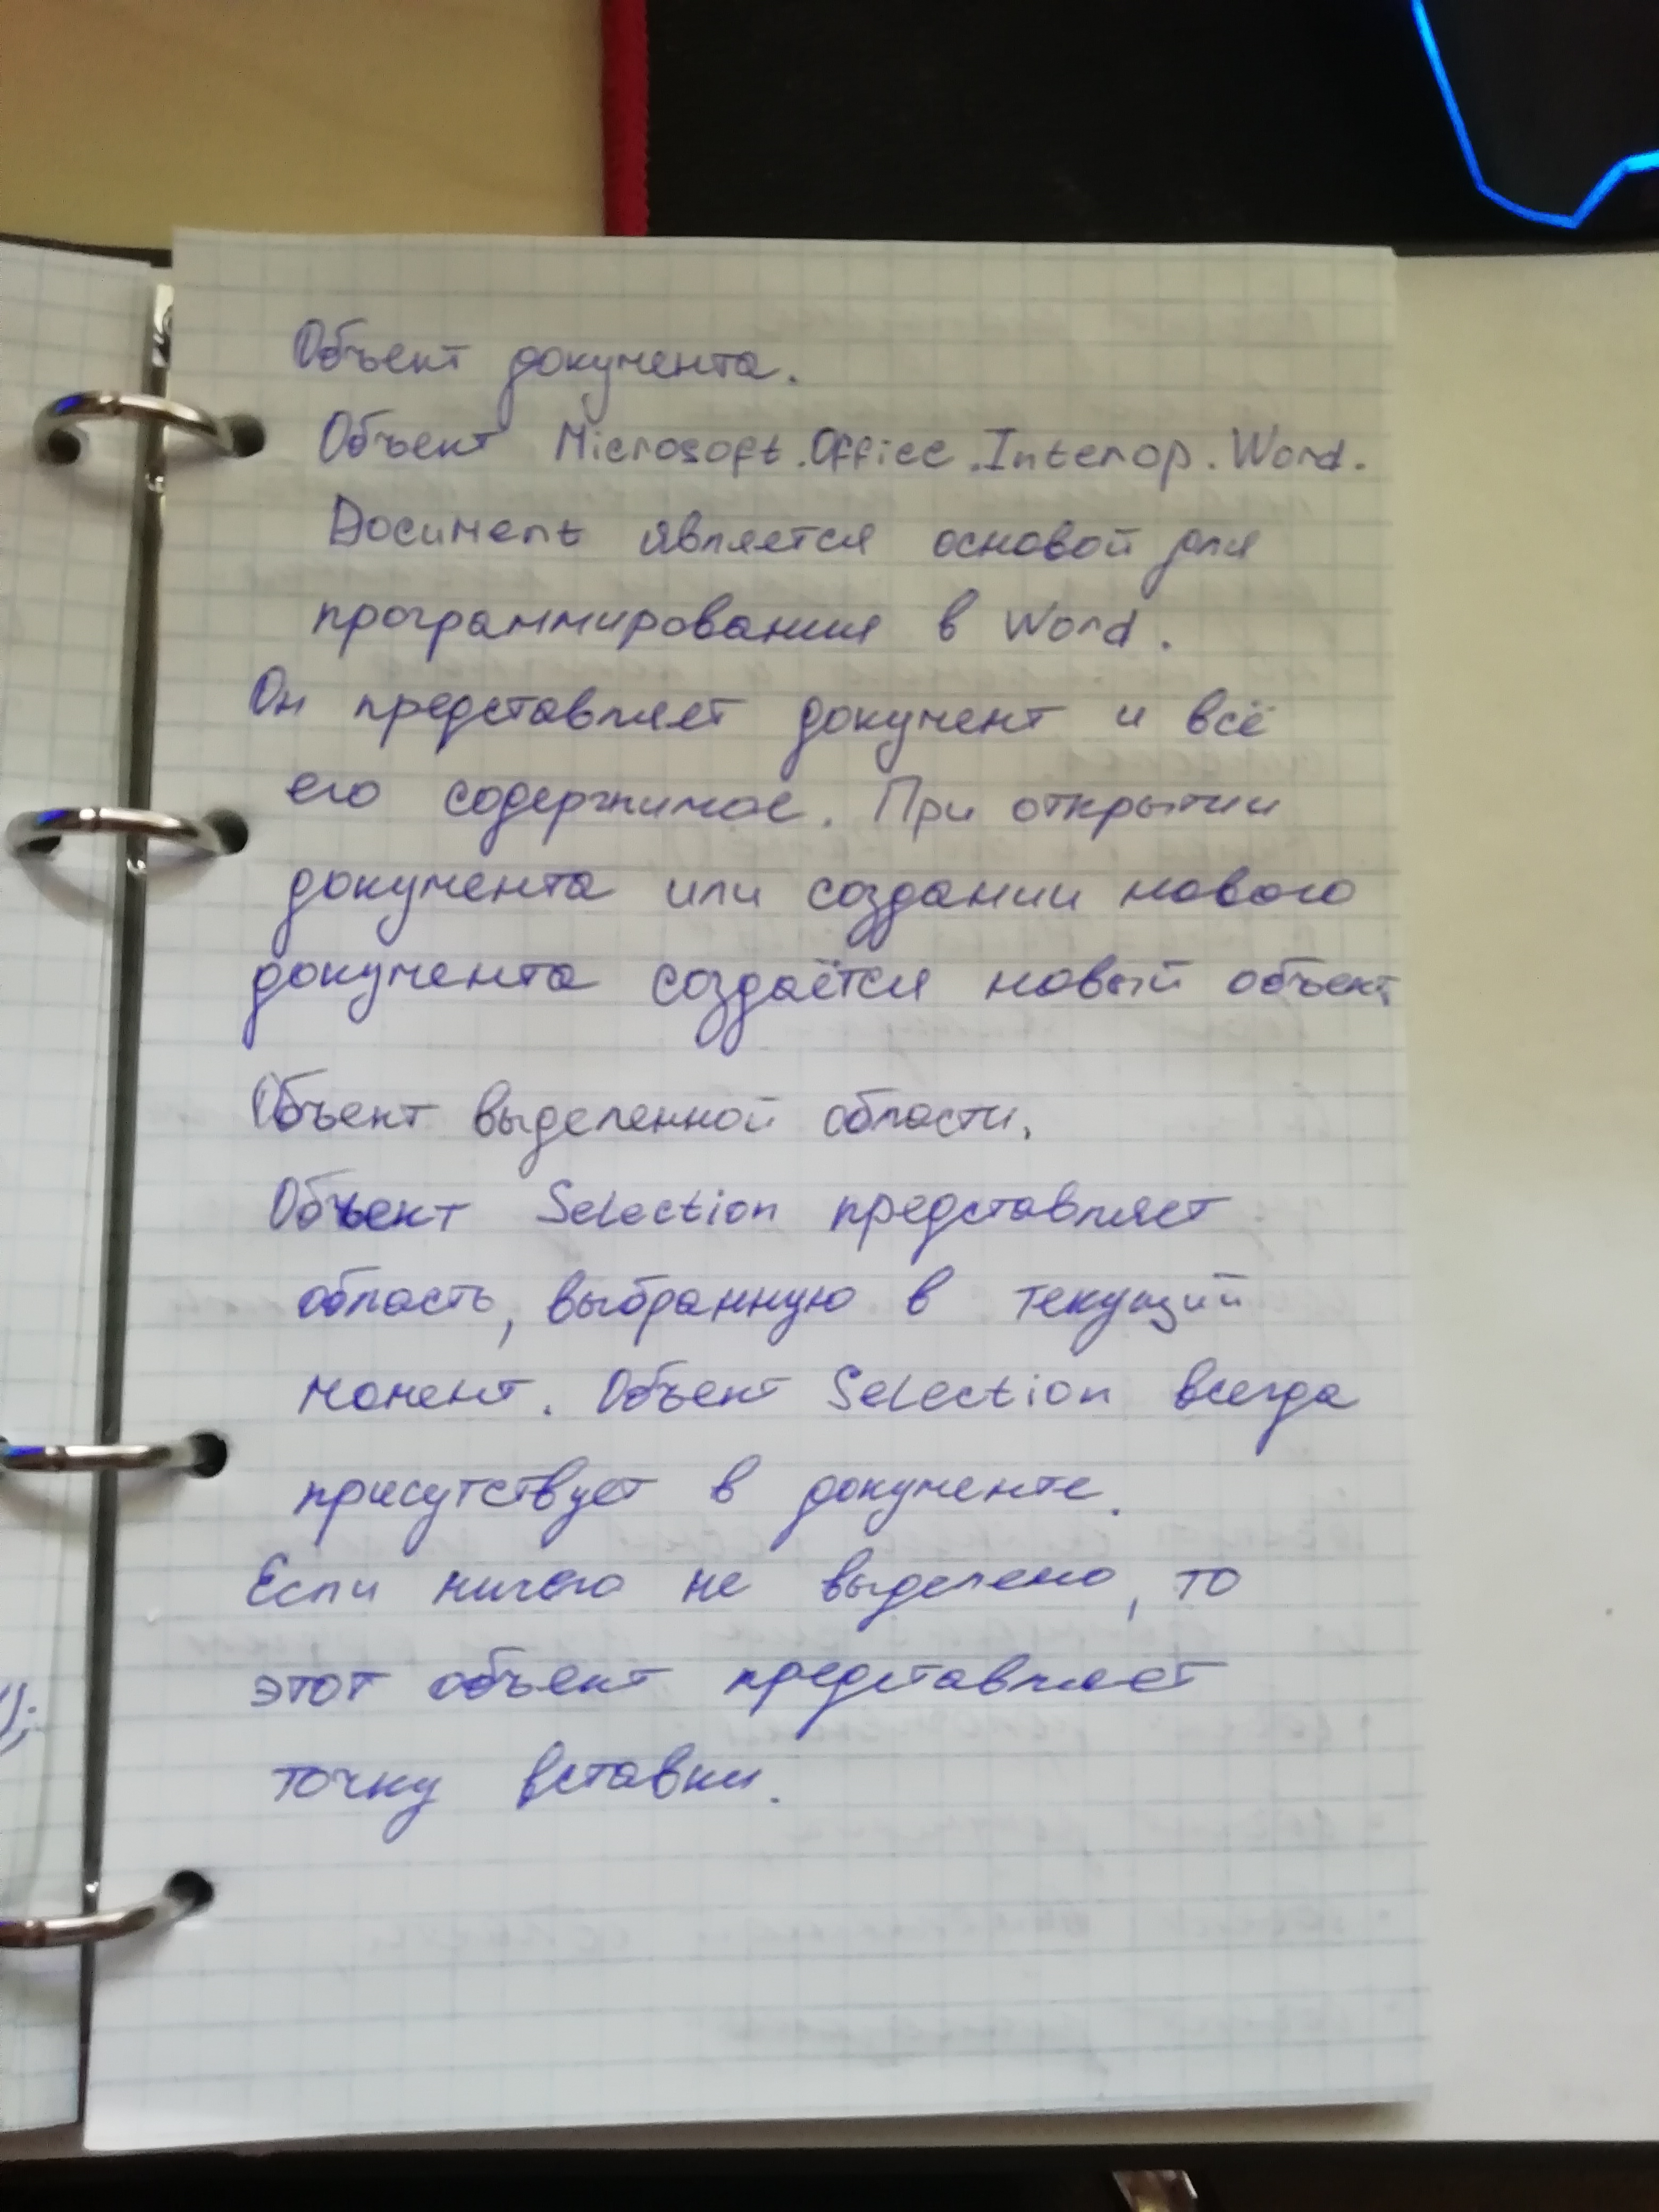 Объект документа.
Объект Microsoft.Office.Interop.Word.
Document является основой для
программирования в Word.
Он представляет документ и всё
его содержимое. При открытии
документа или создании нового
документа создаётся новый объект
Объект выделенной области.
Объект Selection представляет
область, выбранную в текущий
момент. Объект Selection всегда
присутствует в документе.
Если ничего не выделено, то
этот объект представляет
точку вставки.
);